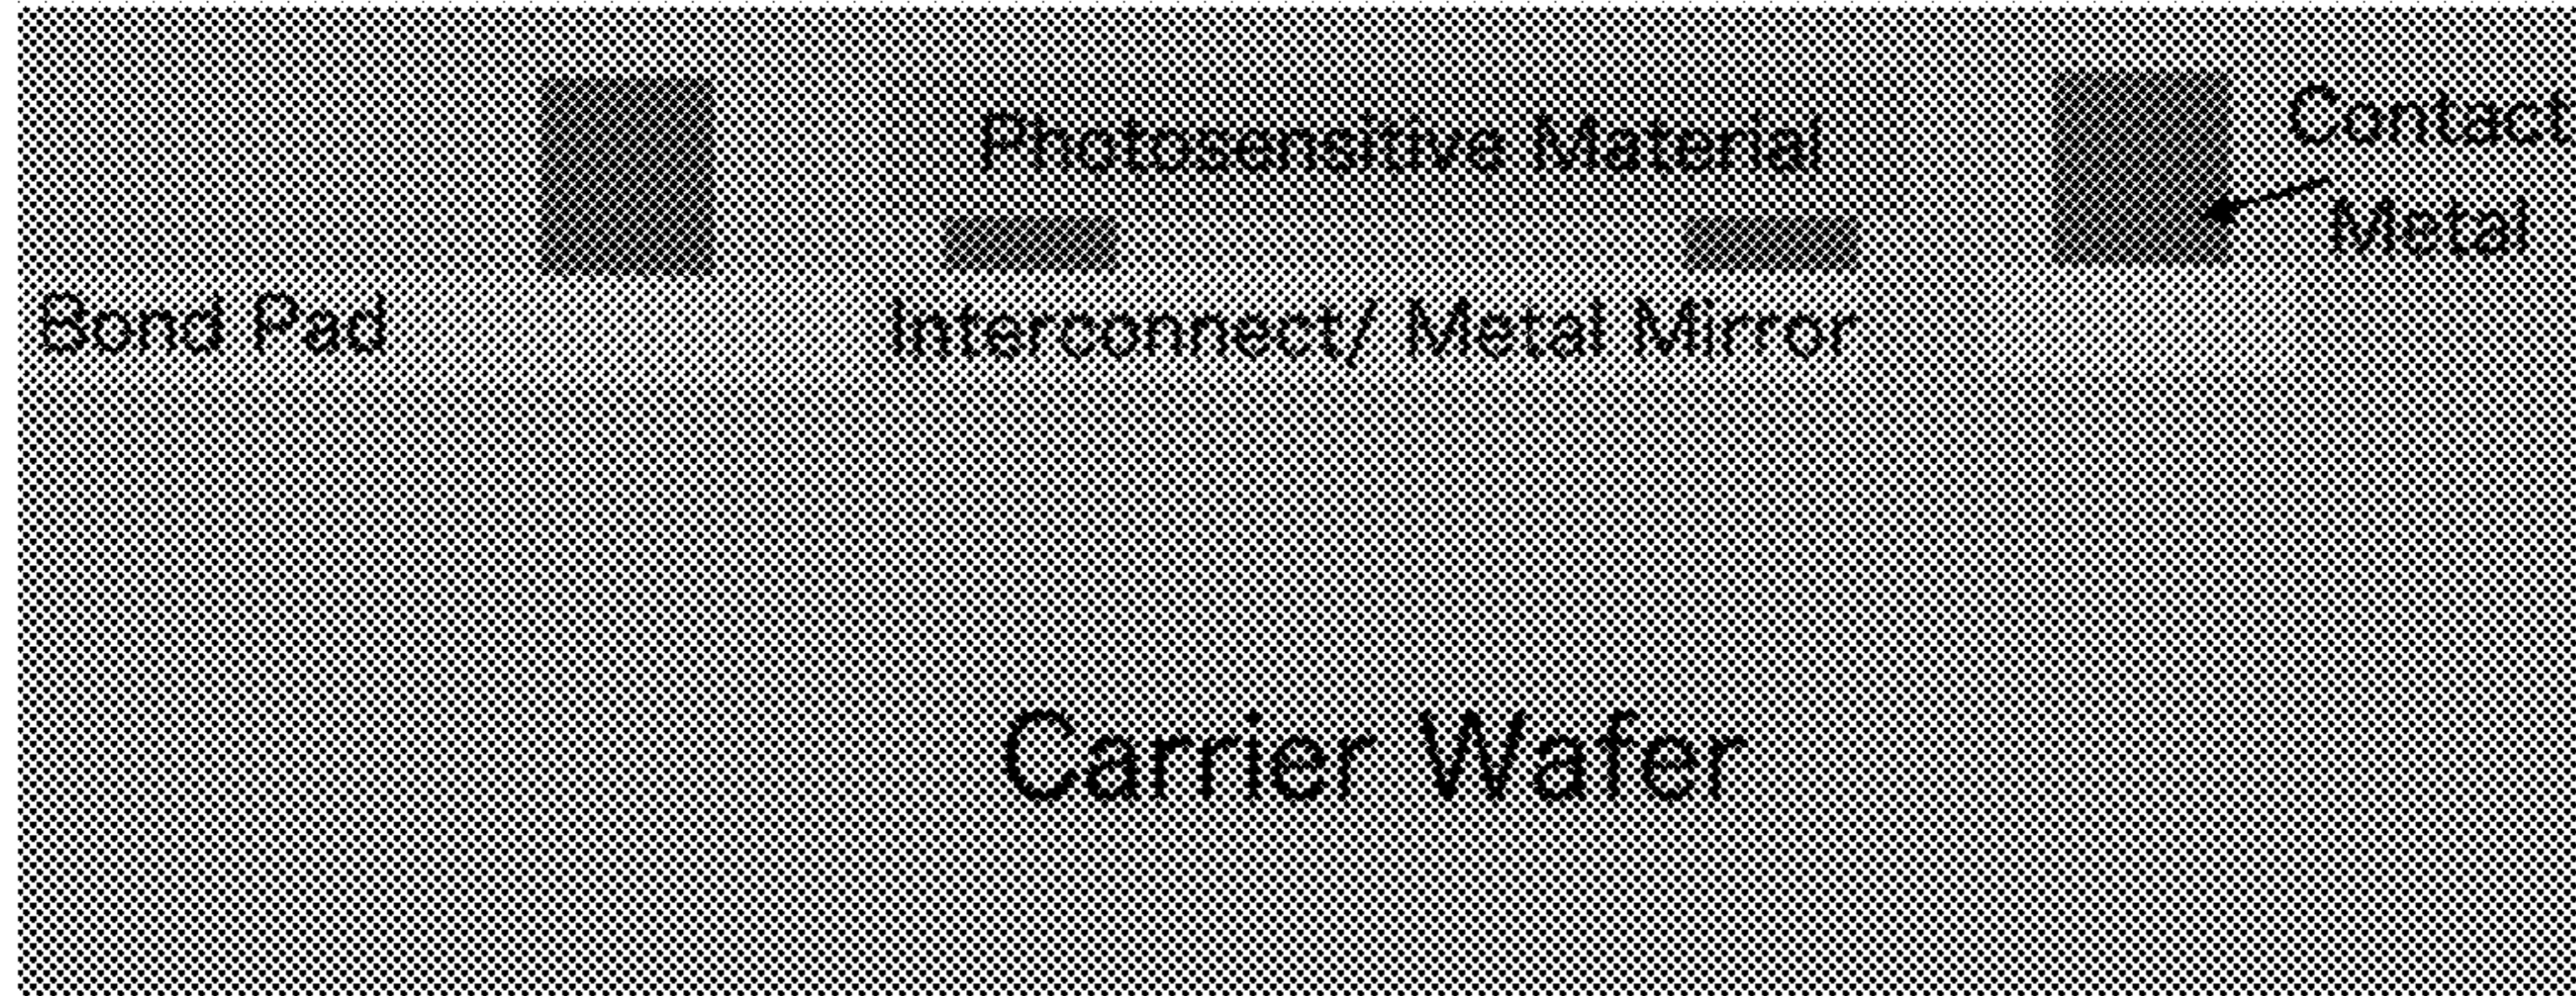 Photosensitive Material
Contact
Metal
Bond Pad
Interconnect/ Metal Mirror
Carrier Wafer